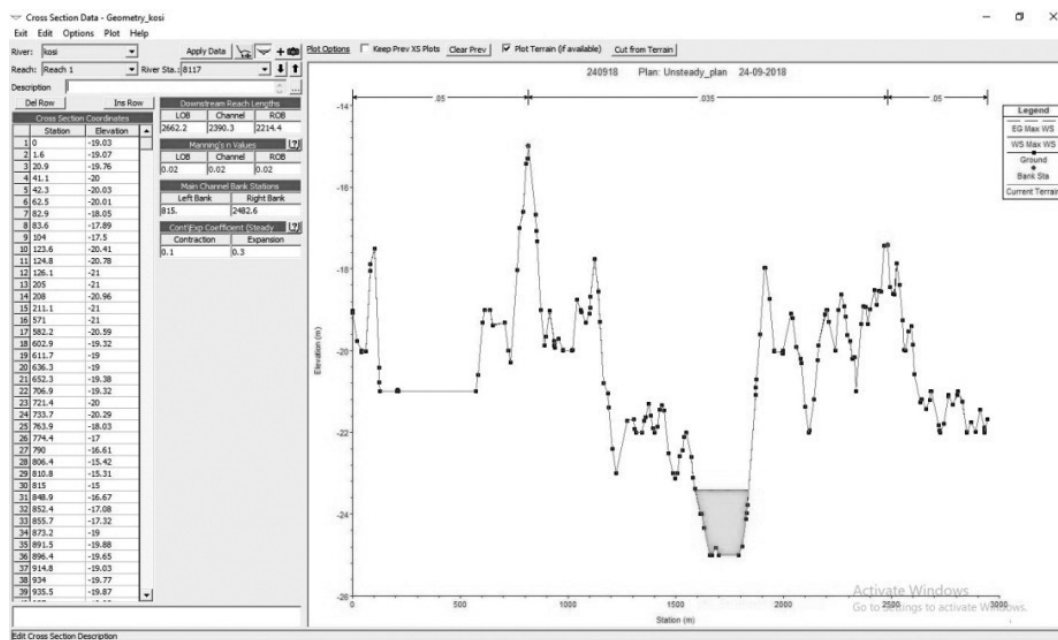 Cross Section Data - Geometry_kosi
Exit Edit Options Plot Help
River: kosi Apply Data Plot Options Keep Prev XS Plots Clear Prev Plot Terrain (if available) Cut from Terrain
Reach: Reach 1 River Sta.: 8117
Description ...
Del Row Ins Row
Cross Section Coordinates
Station Elevation
1 0 -19.03
2 1.6 -19.07
3 20.9 -19.76
4 41.1 -20
5 42.3 -20.03
6 62.5 -20.01
7 82.9 -18.05
8 83.6 -17.89
9 104 -17.5
10 123.6 -20.41
11 124.8 -20.78
12 126.1 -21
13 205 -21
14 208 -20.96
15 211.1 -21
16 571 -21
17 582.2 -20.59
18 602.9 -19.32
19 611.7 -19
20 636.3 -19
21 652.3 -19.38
22 706.9 -19.32
23 721.4 -20
24 733.7 -20.29
25 763.9 -18.03
26 774.4 -17
27 790 -16.61
28 806.4 -15.42
29 810.8 -15.31
30 815 -15
31 848.9 -16.67
32 852.4 -17.08
33 855.7 -17.32
34 873.2 -19
35 891.5 -19.88
36 896.4 -19.65
37 914.8 -19.03
38 934 -19.77
39 935.5 -19.87
Downstream Reach Lengths
LOB Channel ROB
2662.2 2390.3 2214.4
Manning's n Values ?
LOB Channel ROB
0.02 0.02 0.02
Main Channel Bank Stations
Left Bank Right Bank
815. 2482.6
Cont\Exp Coefficient (Steady ?
Contraction Expansion
0.1 0.3
240918 Plan: Unsteady_plan 24-09-2018
.05 .035 .05
Legend
EG Max WS
WS Max WS
Ground
Bank Sta
Current Terrain
-14
-16
-18
-20
-22
-24
-26
Elevation (m)
0 500 1000 1500 2000 2500 3000
Station (m)
Activate Windows
Go to Settings to activate Windows.
Edit Cross Section Description